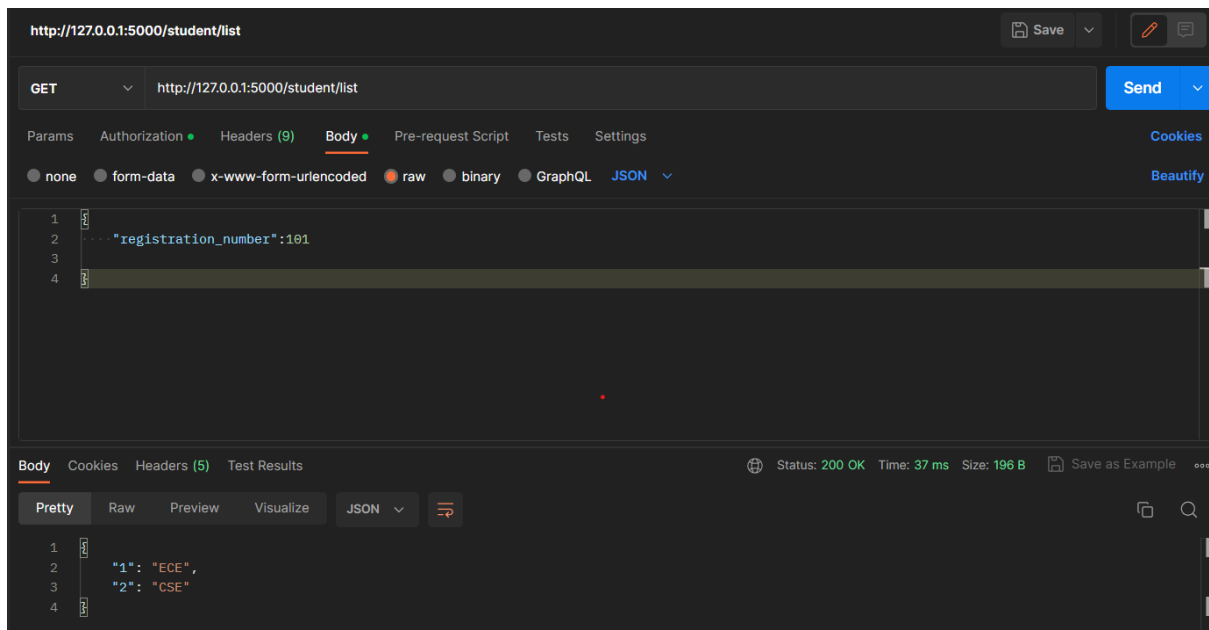 http://127.0.0.1:5000/student/list Save
GET http://127.0.0.1:5000/student/list Send
Params Authorization Headers (9) Body Pre-request Script Tests Settings Cookies
none form-data x-www-form-urlencoded raw binary GraphQL JSON Beautify
1 {
2 ····"registration_number":101
3
4 }
Body Cookies Headers (5) Test Results Status: 200 OK Time: 37 ms Size: 196 B Save as Example
Pretty Raw Preview Visualize JSON
1 {
2 "1": "ECE",
3 "2": "CSE"
4 }